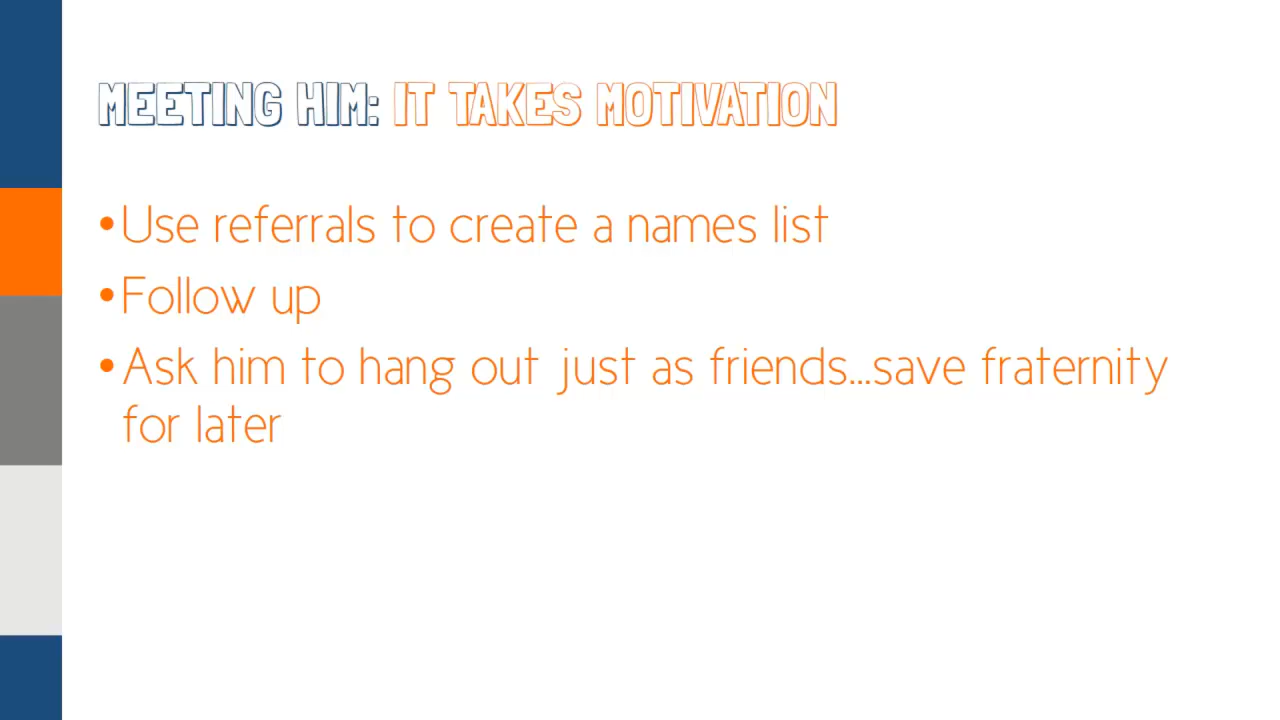 MEETING HIM: IT TAKES MOTIVATION
•Use referrals to create a names list
•Follow up
•Ask him to hang out just as friends...save fraternity
for later